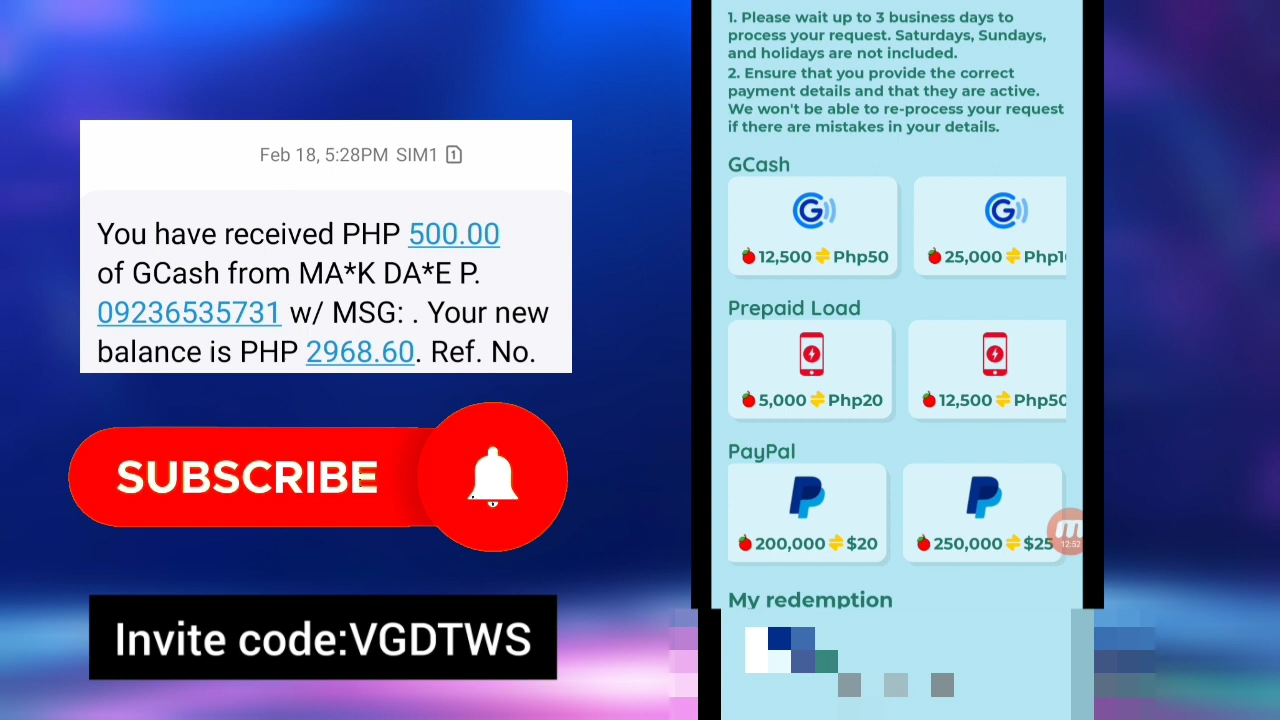 Feb 18, 5:28PM SIM1 1
You have received PHP 500.00
of GCash from MA*K DA*E P.
09236535731 w/ MSG: . Your new
balance is PHP 2968.60. Ref. No.
SUBSCRIBE
Invite code:VGDTWS
1. Please wait up to 3 business days to
process your request. Saturdays, Sundays,
and holidays are not included.
2. Ensure that you provide the correct
payment details and that they are active.
We won't be able to re-process your request
if there are mistakes in your details.
GCash
12,500 Php50
25,000
Prepaid Load
5,000 Php20
12,500 Php50
PayPal
200,000 $20
250,000 $25
12:52
My redemption